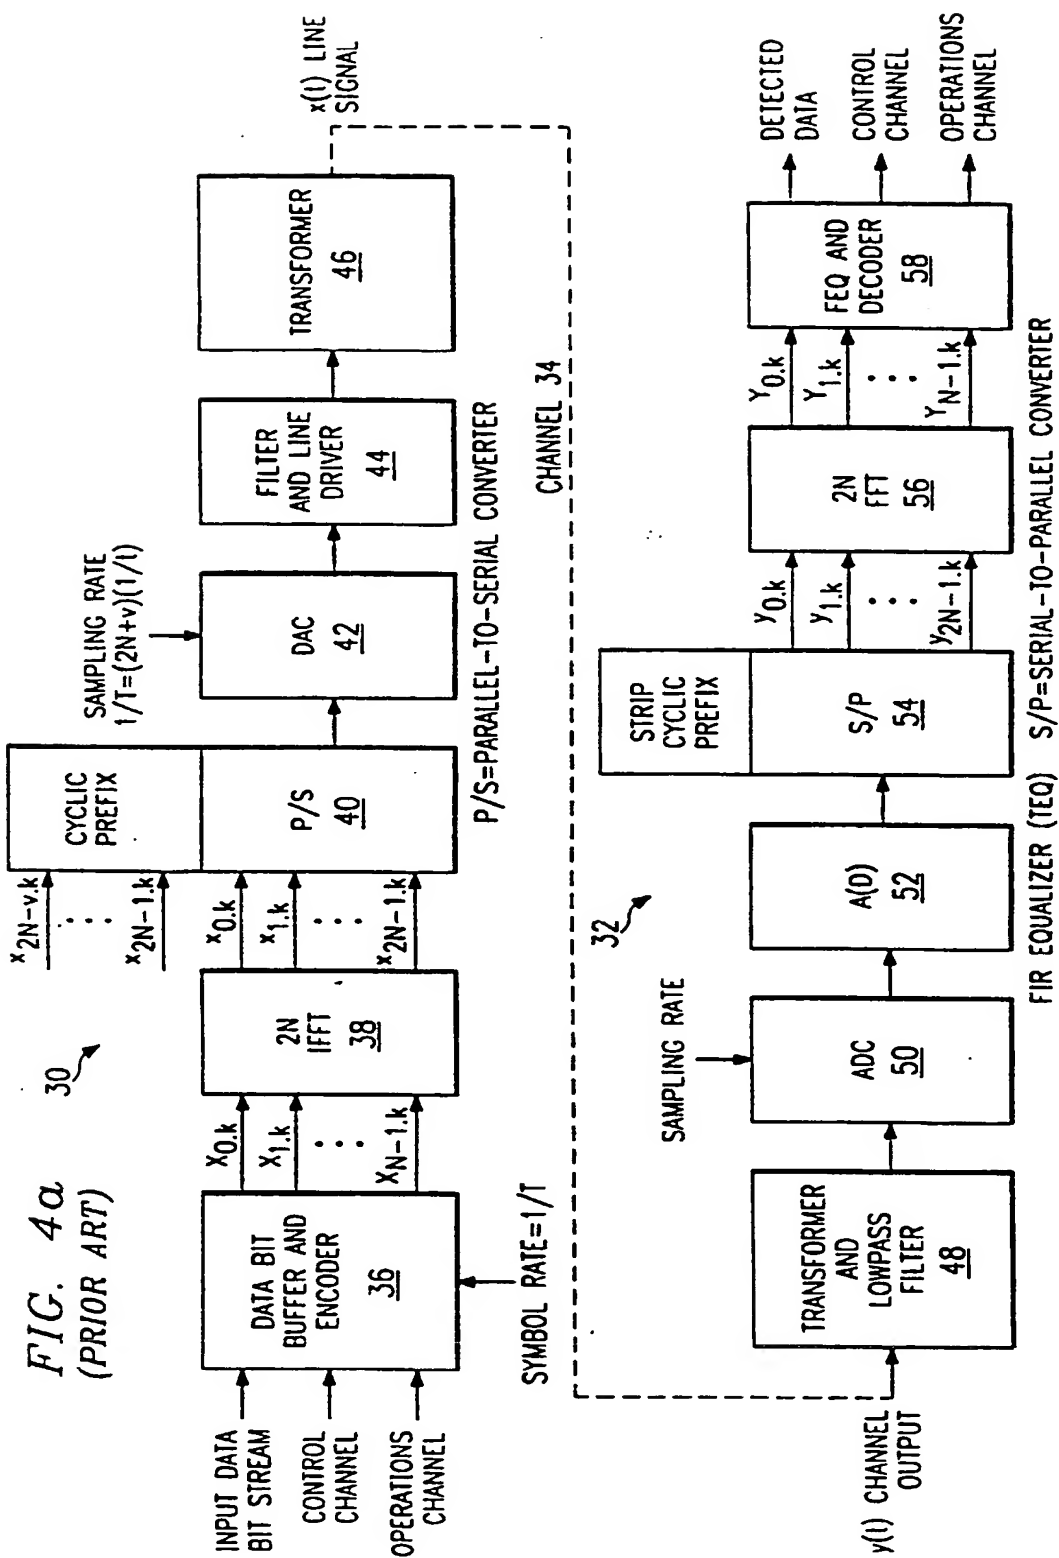 FIG. 4a
(PRIOR ART)
30
INPUT DATA
BIT STREAM
CONTROL
CHANNEL
OPERATIONS
CHANNEL
DATA BIT
BUFFER AND
ENCODER
36
SYMBOL RATE=1/T
X0.k
X1.k
XN-1.k
2N
IFFT
38
x2N-v.k
x2N-1.k
x0.k
x1.k
x2N-1.k
CYCLIC
PREFIX
P/S
40
P/S=PARALLEL-TO-SERIAL CONVERTER
SAMPLING RATE
1/T=(2N+v)(1/t)
DAC
42
FILTER
AND LINE
DRIVER
44
TRANSFORMER
46
x(t) LINE
SIGNAL
CHANNEL 34
32
y(t) CHANNEL
OUTPUT
TRANSFORMER
AND
LOWPASS
FILTER
48
SAMPLING RATE
ADC
50
A(D)
52
FIR EQUALIZER (TEQ)
STRIP
CYCLIC
PREFIX
S/P
54
S/P=SERIAL-TO-PARALLEL CONVERTER
y0.k
y1.k
y2N-1.k
2N
FFT
56
Y0.k
Y1.k
YN-1.k
FEQ AND
DECODER
58
DETECTED
DATA
CONTROL
CHANNEL
OPERATIONS
CHANNEL